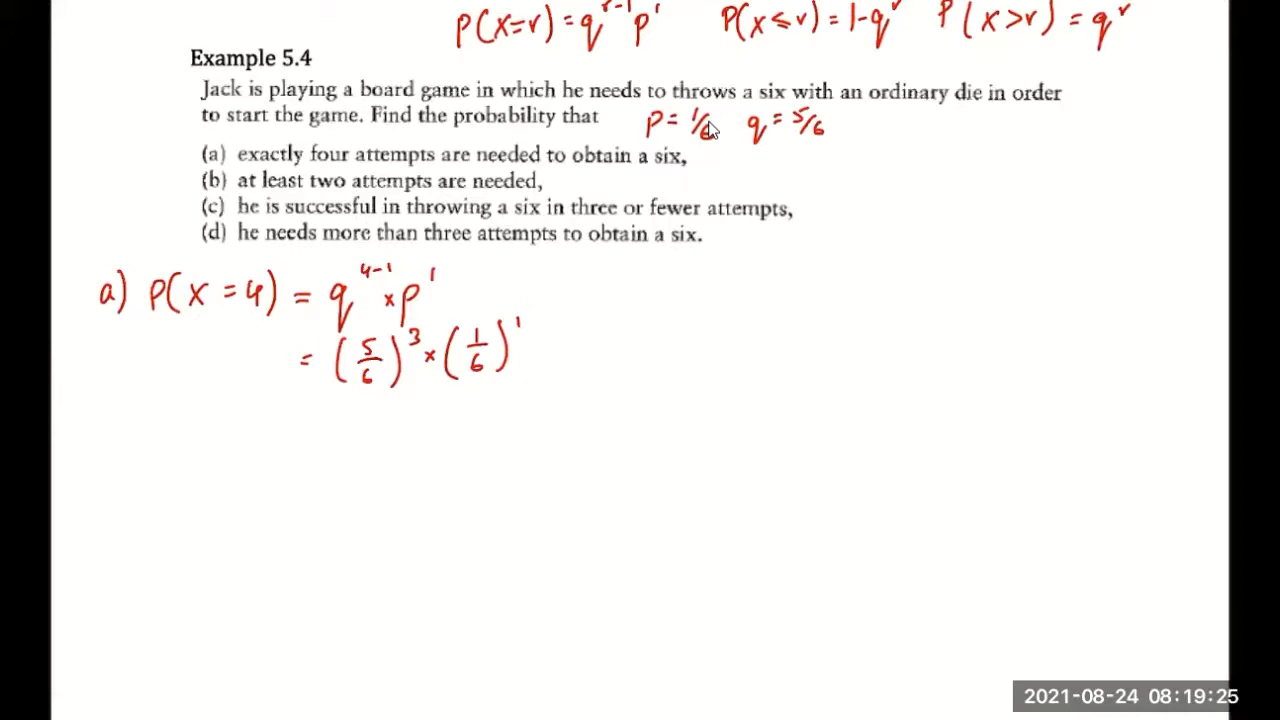 P(X=r) = q^{r-1} p^1 P(X≤r) = 1-q^r P(X>r) = q^r
Example 5.4
Jack is playing a board game in which he needs to throws a six with an ordinary die in order
to start the game. Find the probability that p = 1/6 q = 5/6
(a) exactly four attempts are needed to obtain a six,
(b) at least two attempts are needed,
(c) he is successful in throwing a six in three or fewer attempts,
(d) he needs more than three attempts to obtain a six.
a) P(X = 4) = q^{4-1} × p^1
= (5/6)^3 × (1/6)^1
2021-08-24 08:19:25